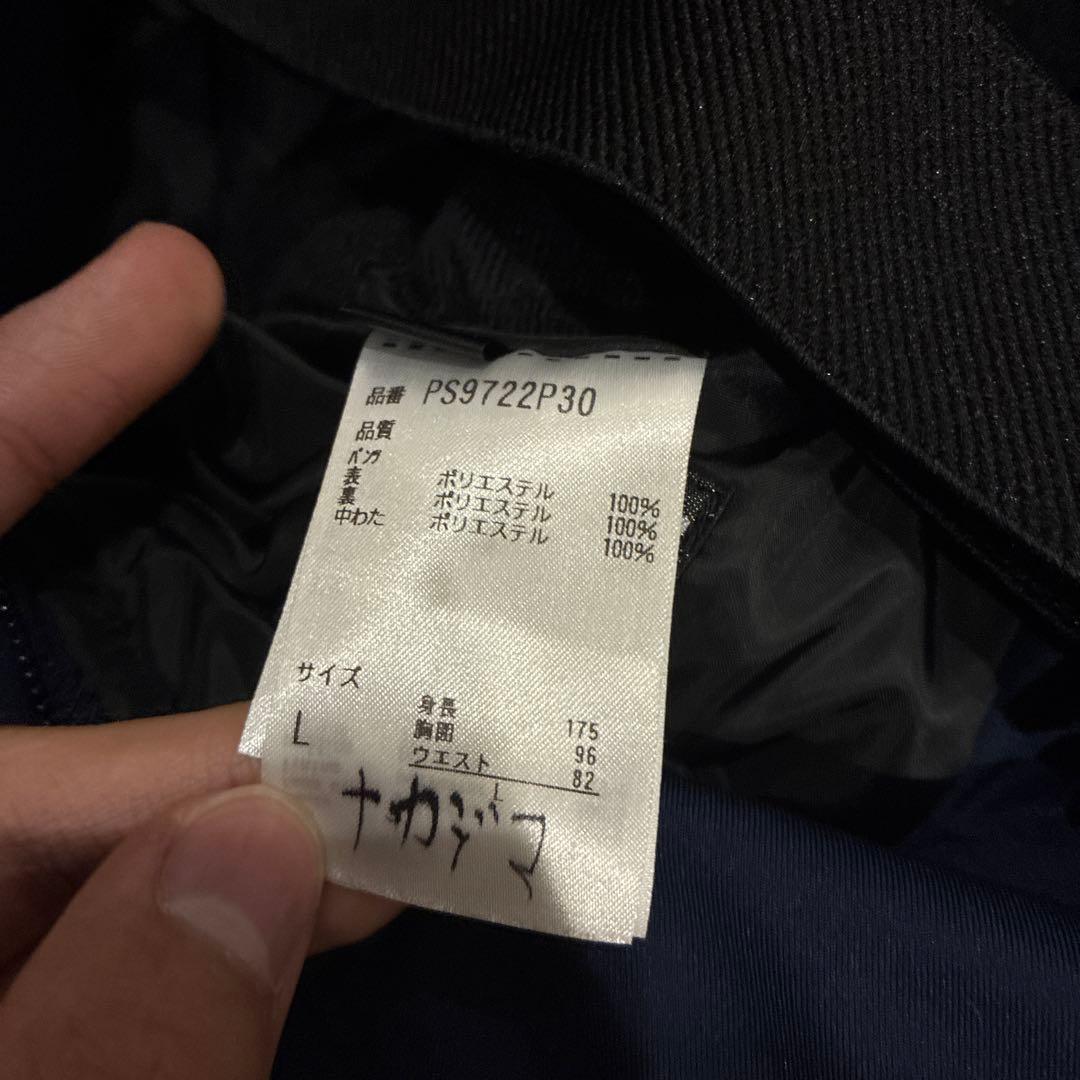 品番 PS9722P30
品質
パンツ
表 ポリエステル 100%
裏 ポリエステル 100%
中わた ポリエステル 100%
サイズ
L 身長 175
胸囲 96
ウエスト 82
L
ナカジマ